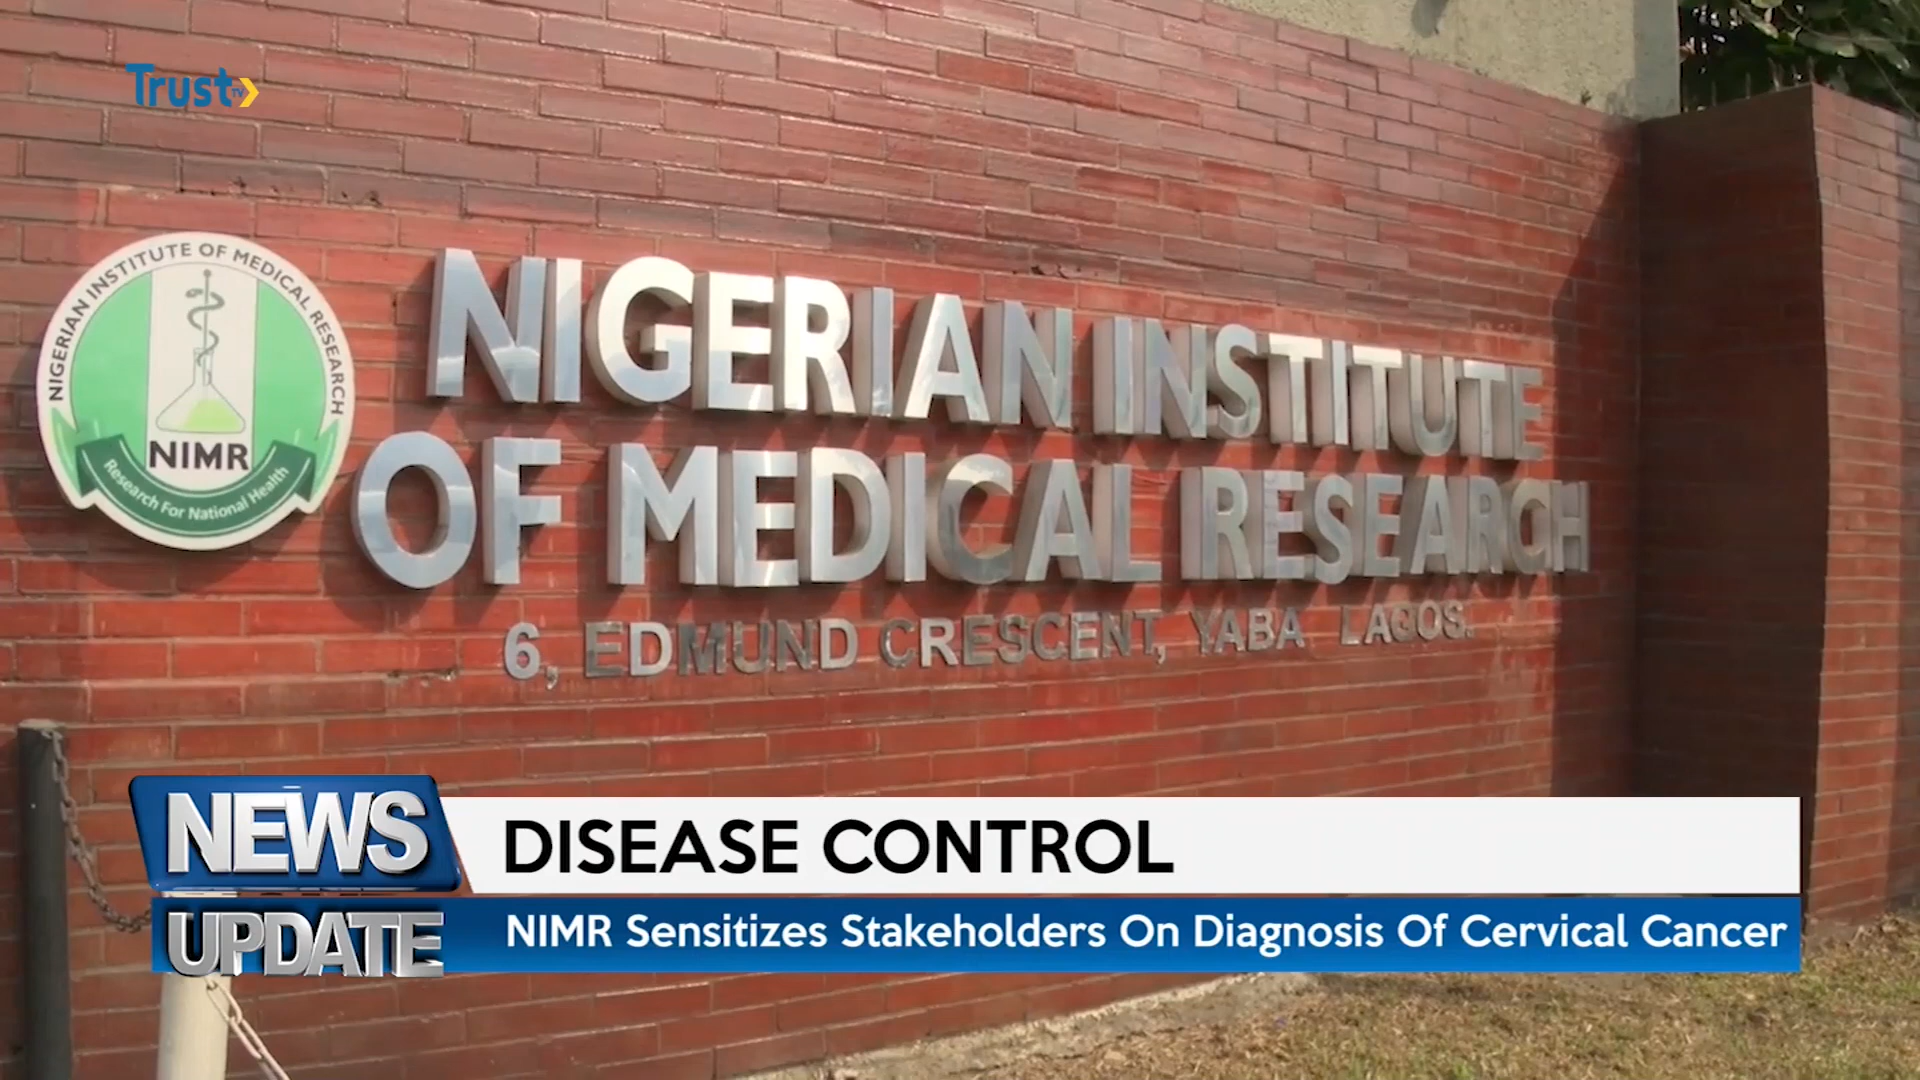 Trust TV
NIGERIAN INSTITUTE OF MEDICAL RESEARCH
NIMR
Research For National Health
NIGERIAN INSTITUTE
OF MEDICAL RESEARCH
6, EDMUND CRESCENT, YABA LAGOS.
NEWS
UPDATE
DISEASE CONTROL
NIMR Sensitizes Stakeholders On Diagnosis Of Cervical Cancer